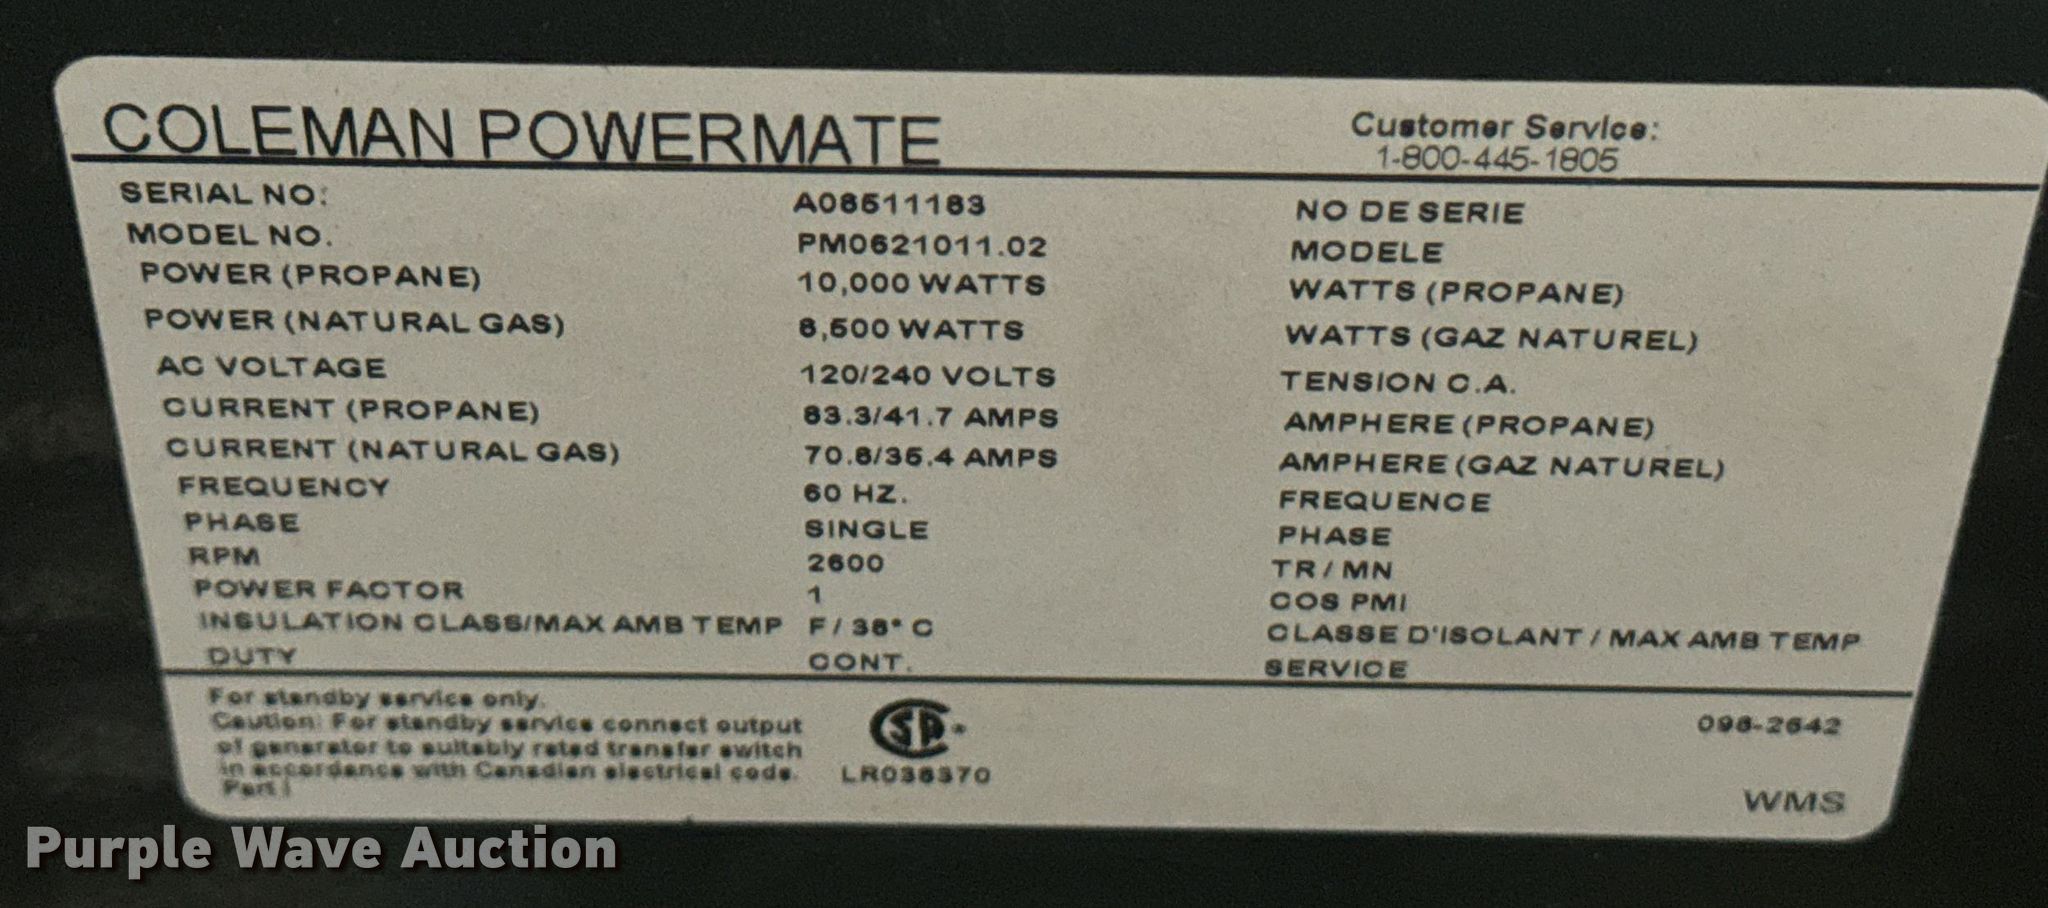 COLEMAN POWERMATE
Customer Service:
1-800-445-1805
SERIAL NO: A08511183 NO DE SERIE
MODEL NO. PM0621011.02 MODELE
POWER (PROPANE) 10,000 WATTS WATTS (PROPANE)
POWER (NATURAL GAS) 8,500 WATTS WATTS (GAZ NATUREL)
AC VOLTAGE 120/240 VOLTS TENSION C.A.
CURRENT (PROPANE) 83.3/41.7 AMPS AMPHERE (PROPANE)
CURRENT (NATURAL GAS) 70.8/35.4 AMPS AMPHERE (GAZ NATUREL)
FREQUENCY 60 HZ. FREQUENCE
PHASE SINGLE PHASE
RPM 2600 TR / MN
POWER FACTOR 1 COS PMI
INSULATION CLASS/MAX AMB TEMP F / 38° C CLASSE D'ISOLANT / MAX AMB TEMP
DUTY CONT. SERVICE
For standby service only.
Caution: For standby service connect output
of generator to suitably rated transfer switch
in accordance with Canadian electrical code.
Part I
LR036370
096-2642
WMS
Purple Wave Auction